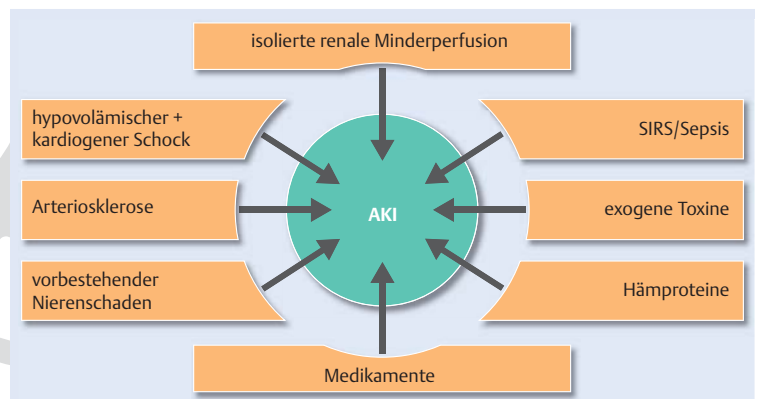 isolierte renale Minderperfusion
hypovolämischer +
kardiogener Schock
SIRS/Sepsis
Arteriosklerose
AKI
exogene Toxine
vorbestehender
Nierenschaden
Hämproteine
Medikamente